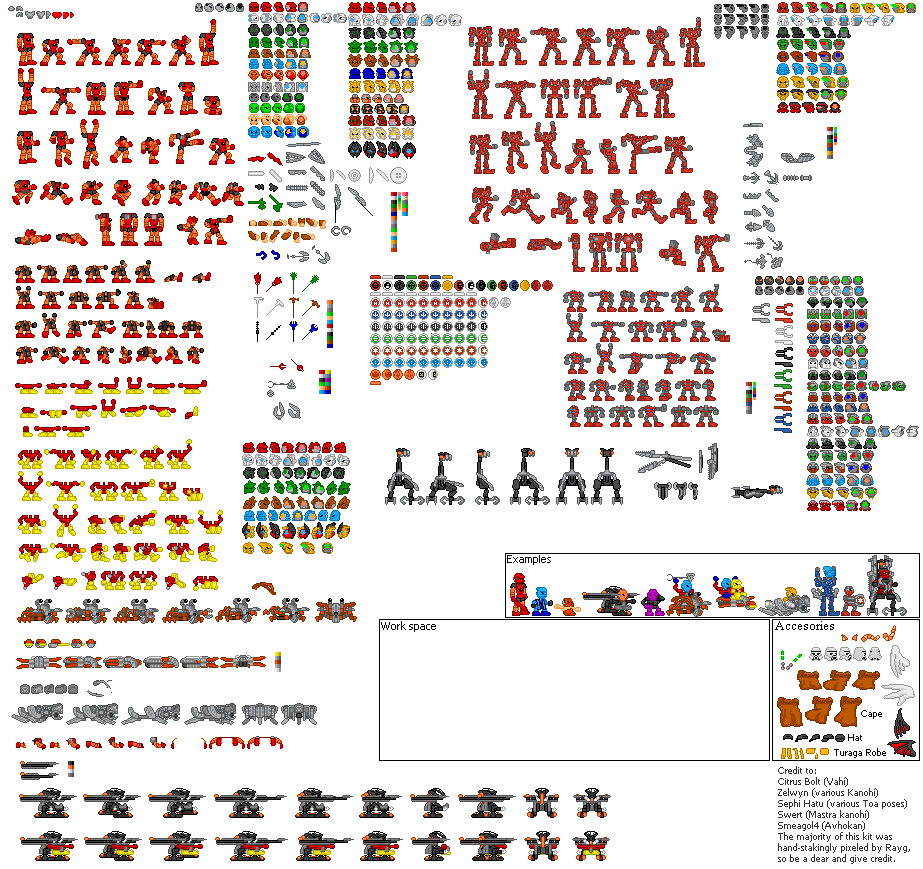 Examples
Work space
Accesories
Cape
Hat
Turaga Robe
Credit to:
Citrus Bolt (Vahi)
Zelwyn (various Kanohi)
Sephi Hatu (various Toa poses)
Swert (Mastra kanohi)
Smeagol4 (Avhokan)
The majority of this kit was
hand-stakingly pixeled by Rayg,
so be a dear and give credit.